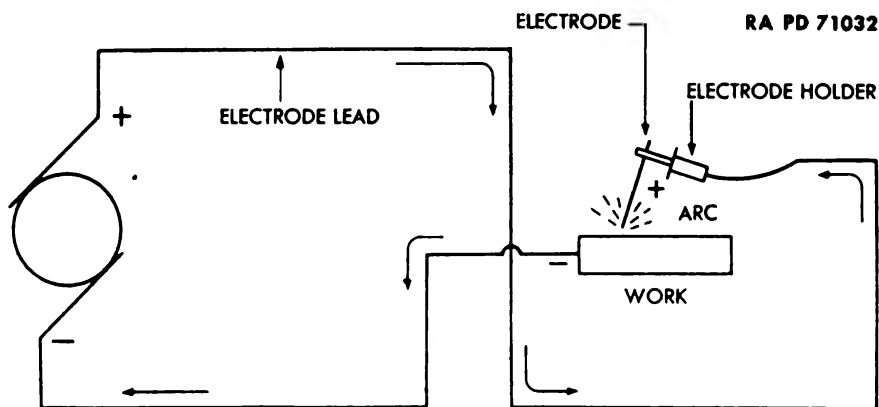 ELECTRODE
RA PD 71032
ELECTRODE HOLDER
+
ELECTRODE LEAD
+
ARC
−
WORK
−